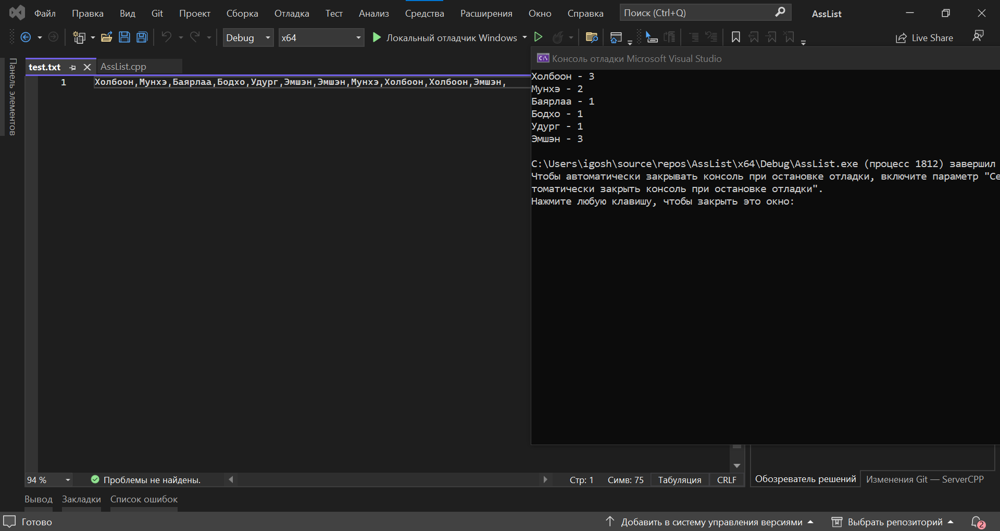 Файл Правка Вид Git Проект Сборка Отладка Тест Анализ Средства Расширения Окно Справка Поиск (Ctrl+Q) AssList
Debug x64 Локальный отладчик Windows Live Share
Панель элементов
test.txt AssList.cpp
1 Холбоон,Мунхэ,Баярлаа,Бодхо,Удург,Эмшэн,Эмшэн,Мунхэ,Холбоон,Холбоон,Эмшэн,
Консоль отладки Microsoft Visual Studio
Холбоон - 3
Мунхэ - 2
Баярлаа - 1
Бодхо - 1
Удург - 1
Эмшэн - 3
C:\Users\igosh\source\repos\AssList\x64\Debug\AssList.exe (процесс 1812) завершил
Чтобы автоматически закрывать консоль при остановке отладки, включите параметр "Се
томатически закрыть консоль при остановке отладки".
Нажмите любую клавишу, чтобы закрыть это окно:
94 % Проблемы не найдены. Стр: 1 Симв: 75 Табуляция CRLF
Обозреватель решений Изменения Git — ServerCPP
Вывод Закладки Список ошибок
Готово Добавить в систему управления версиями Выбрать репозиторий 2